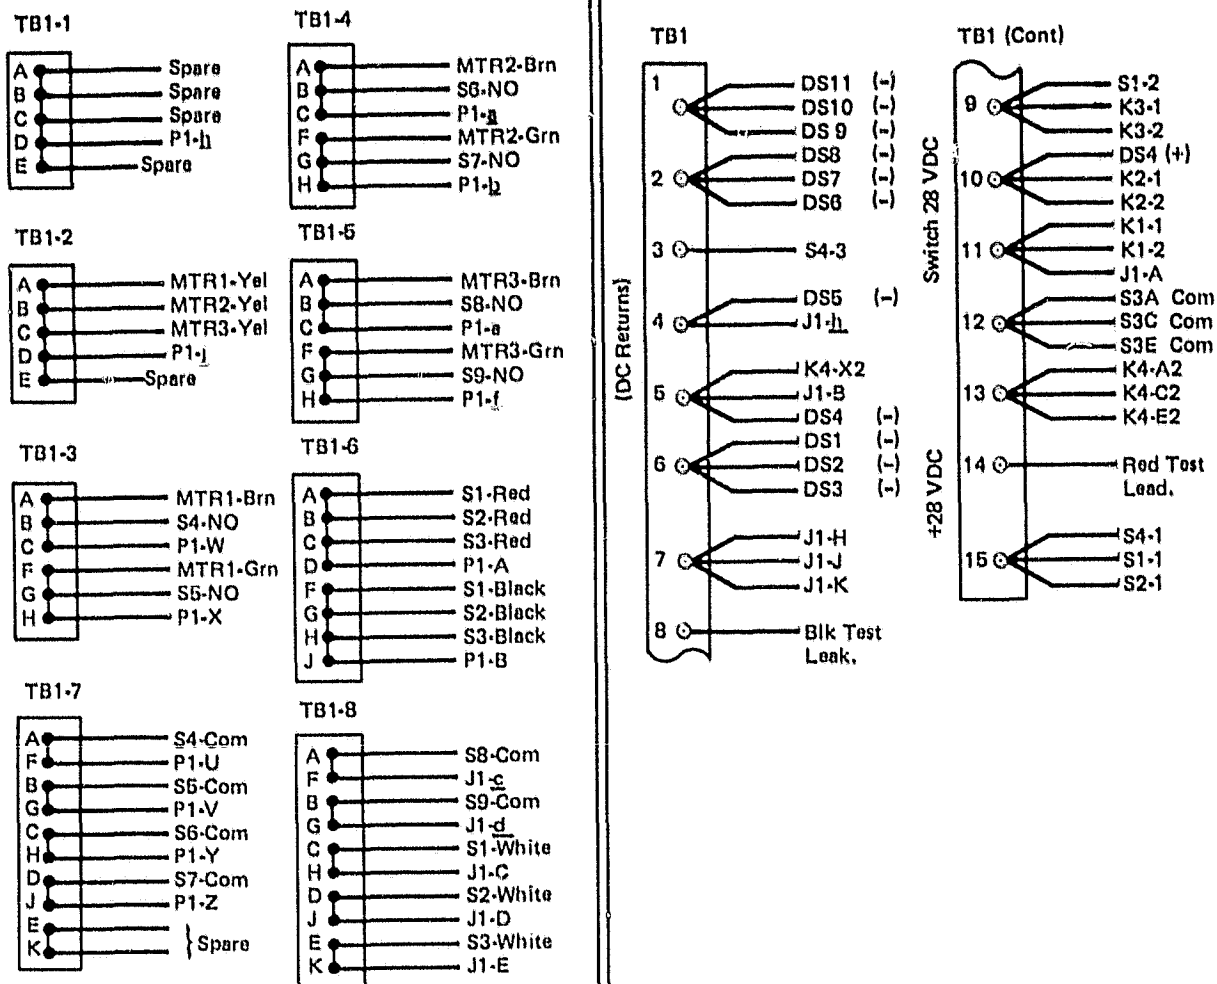 TB1-1
A Spare
B Spare
C Spare
D P1-h
E Spare
TB1-2
A MTR1-Yel
B MTR2-Yel
C MTR3-Yel
D P1-j
E Spare
TB1-3
A MTR1-Brn
B S4-NO
C P1-W
F MTR1-Grn
G S5-NO
H P1-X
TB1-7
A S4-Com
F P1-U
B S5-Com
G P1-V
C S6-Com
H P1-Y
D S7-Com
J P1-Z
E
K
Spare
TB1-4
A MTR2-Brn
B S6-NO
C P1-a
F MTR2-Grn
G S7-NO
H P1-b
TB1-5
A MTR3-Brn
B S8-NO
C P1-e
F MTR3-Grn
G S9-NO
H P1-f
TB1-6
A S1-Red
B S2-Red
C S3-Red
D P1-A
F S1-Black
G S2-Black
H S3-Black
J P1-B
TB1-8
A S8-Com
F J1-c
B S9-Com
G J1-d
C S1-White
H J1-C
D S2-White
J J1-D
E S3-White
K J1-E
TB1
(DC Returns)
1 DS11 (-)
DS10 (-)
DS 9 (-)
2 DS8 (-)
DS7 (-)
DS6 (-)
3 S4-3
4 DS5 (-)
J1-h
5 K4-X2
J1-B
DS4 (-)
6 DS1 (-)
DS2 (-)
DS3 (-)
7 J1-H
J1-J
J1-K
8 Blk Test
Leak.
TB1 (Cont)
Switch 28 VDC
9 S1-2
K3-1
K3-2
10 DS4 (+)
K2-1
K2-2
11 K1-1
K1-2
J1-A
12 S3A Com
S3C Com
S3E Com
13 K4-A2
K4-C2
K4-E2
+28 VDC
14 Red Test
Lead.
15 S4-1
S1-1
S2-1